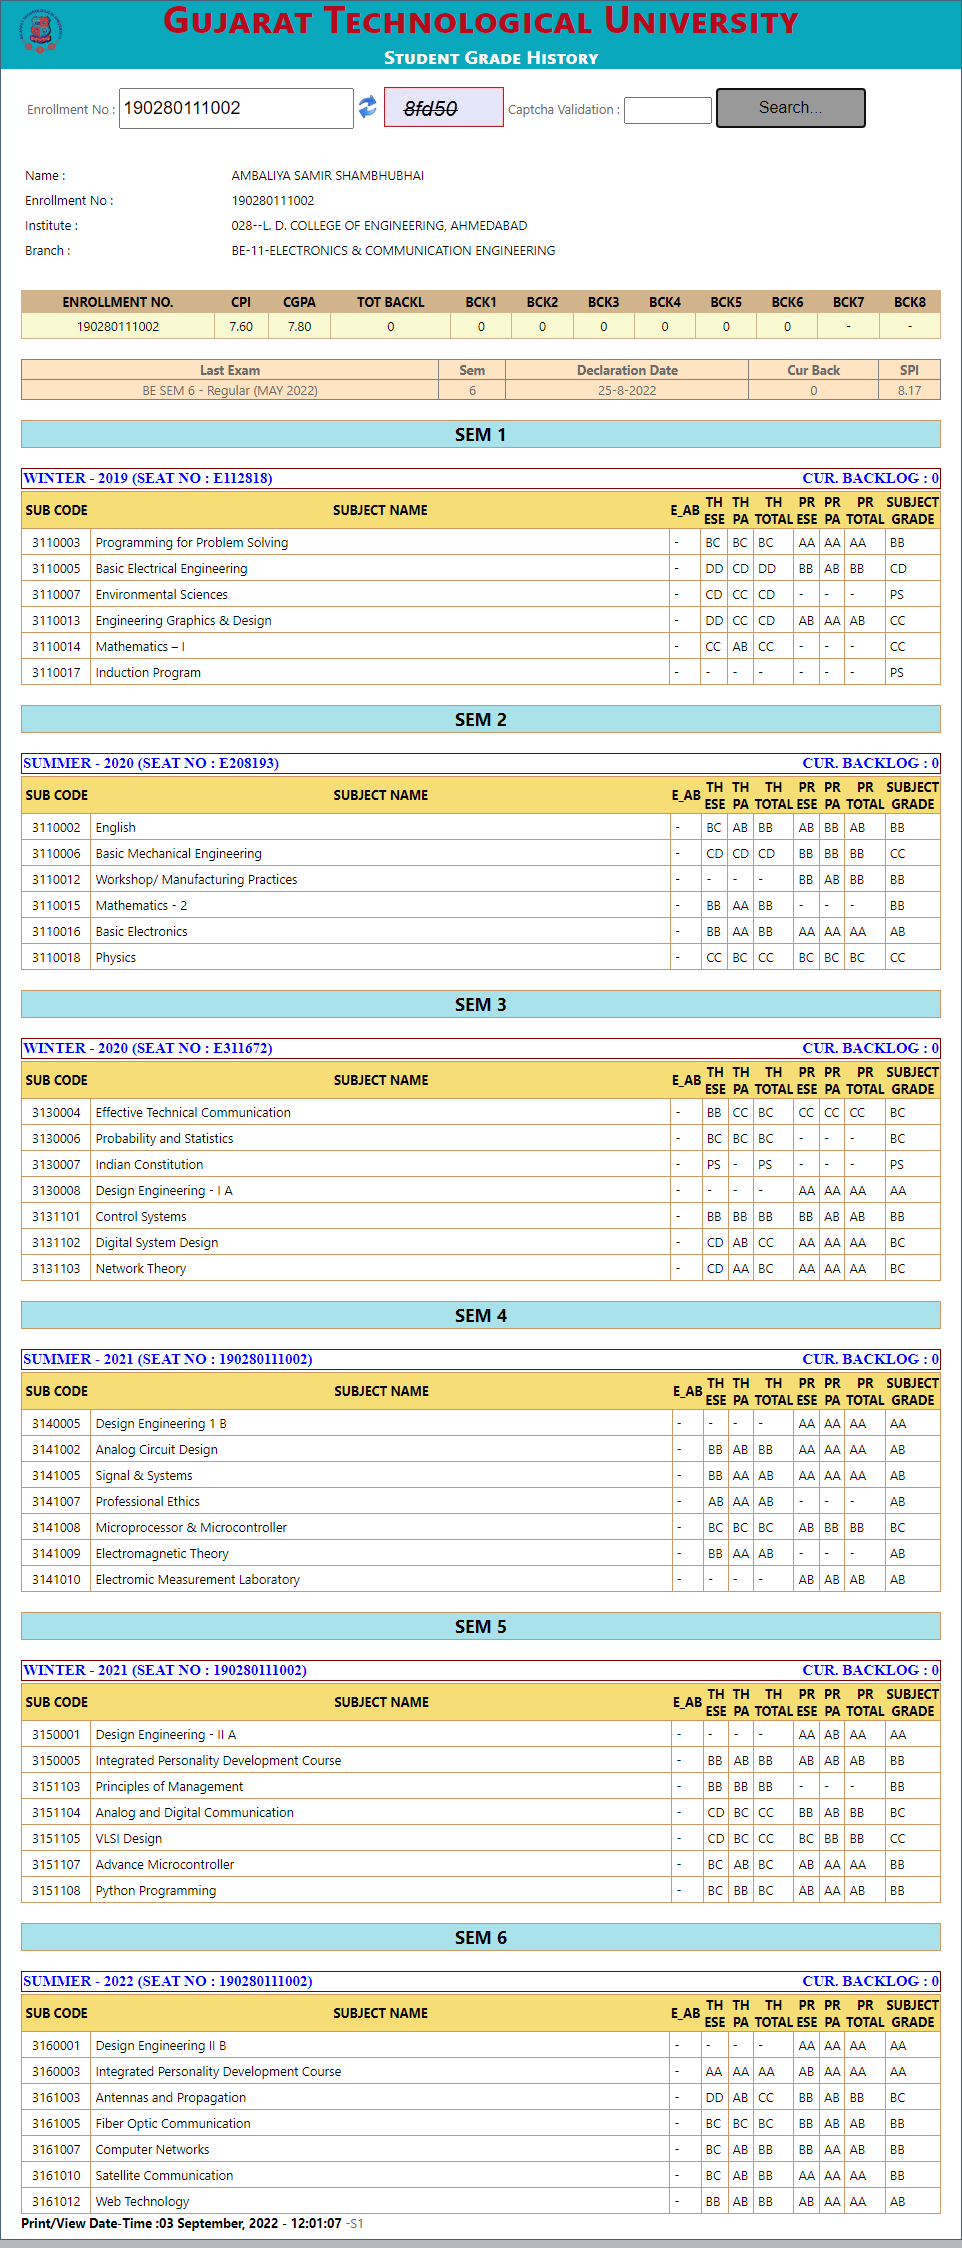 Gujarat Technological University
Student Grade History
Enrollment No : 190280111002 8fd50 Captcha Validation : Search...
Name : AMBALIYA SAMIR SHAMBHUBHAI
Enrollment No : 190280111002
Institute : 028--L. D. COLLEGE OF ENGINEERING, AHMEDABAD
Branch : BE-11-ELECTRONICS & COMMUNICATION ENGINEERING
ENROLLMENT NO. CPI CGPA TOT BACKL BCK1 BCK2 BCK3 BCK4 BCK5 BCK6 BCK7 BCK8
190280111002 7.60 7.80 0 0 0 0 0 0 0 - -
Last Exam Sem Declaration Date Cur Back SPI
BE SEM 6 - Regular (MAY 2022) 6 25-8-2022 0 8.17
SEM 1
WINTER - 2019 (SEAT NO : E112818) CUR. BACKLOG : 0
SUB CODE SUBJECT NAME E_AB TH ESE TH PA TH TOTAL PR ESE PR PA PR TOTAL SUBJECT GRADE
3110003 Programming for Problem Solving - BC BC BC AA AA AA BB
3110005 Basic Electrical Engineering - DD CD DD BB AB BB CD
3110007 Environmental Sciences - CD CC CD - - - PS
3110013 Engineering Graphics & Design - DD CC CD AB AA AB CC
3110014 Mathematics – I - CC AB CC - - - CC
3110017 Induction Program - - - - - - - PS
SEM 2
SUMMER - 2020 (SEAT NO : E208193) CUR. BACKLOG : 0
SUB CODE SUBJECT NAME E_AB TH ESE TH PA TH TOTAL PR ESE PR PA PR TOTAL SUBJECT GRADE
3110002 English - BC AB BB AB BB AB BB
3110006 Basic Mechanical Engineering - CD CD CD BB BB BB CC
3110012 Workshop/ Manufacturing Practices - - - - BB AB BB BB
3110015 Mathematics - 2 - BB AA BB - - - BB
3110016 Basic Electronics - BB AA BB AA AA AA AB
3110018 Physics - CC BC CC BC BC BC CC
SEM 3
WINTER - 2020 (SEAT NO : E311672) CUR. BACKLOG : 0
SUB CODE SUBJECT NAME E_AB TH ESE TH PA TH TOTAL PR ESE PR PA PR TOTAL SUBJECT GRADE
3130004 Effective Technical Communication - BB CC BC CC CC CC BC
3130006 Probability and Statistics - BC BC BC - - - BC
3130007 Indian Constitution - PS - PS - - - PS
3130008 Design Engineering - I A - - - - AA AA AA AA
3131101 Control Systems - BB BB BB BB AB AB BB
3131102 Digital System Design - CD AB CC AA AA AA BC
3131103 Network Theory - CD AA BC AA AA AA BC
SEM 4
SUMMER - 2021 (SEAT NO : 190280111002) CUR. BACKLOG : 0
SUB CODE SUBJECT NAME E_AB TH ESE TH PA TH TOTAL PR ESE PR PA PR TOTAL SUBJECT GRADE
3140005 Design Engineering 1 B - - - - AA AA AA AA
3141002 Analog Circuit Design - BB AB BB AA AA AA AB
3141005 Signal & Systems - BB AA AB AA AA AA AB
3141007 Professional Ethics - AB AA AB - - - AB
3141008 Microprocessor & Microcontroller - BC BC BC AB BB BB BC
3141009 Electromagnetic Theory - BB AA AB - - - AB
3141010 Electromic Measurement Laboratory - - - - AB AB AB AB
SEM 5
WINTER - 2021 (SEAT NO : 190280111002) CUR. BACKLOG : 0
SUB CODE SUBJECT NAME E_AB TH ESE TH PA TH TOTAL PR ESE PR PA PR TOTAL SUBJECT GRADE
3150001 Design Engineering - II A - - - - AA AB AA AA
3150005 Integrated Personality Development Course - BB AB BB AB AB AB BB
3151103 Principles of Management - BB BB BB - - - BB
3151104 Analog and Digital Communication - CD BC CC BB AB BB BC
3151105 VLSI Design - CD BC CC BC BB BB CC
3151107 Advance Microcontroller - BC AB BC AB AA AA BB
3151108 Python Programming - BC BB BC AB AA AB BB
SEM 6
SUMMER - 2022 (SEAT NO : 190280111002) CUR. BACKLOG : 0
SUB CODE SUBJECT NAME E_AB TH ESE TH PA TH TOTAL PR ESE PR PA PR TOTAL SUBJECT GRADE
3160001 Design Engineering II B - - - - AA AA AA AA
3160003 Integrated Personality Development Course - AA AA AA AB AA AA AA
3161003 Antennas and Propagation - DD AB CC BB AB BB BC
3161005 Fiber Optic Communication - BC BC BC BB AB AB BB
3161007 Computer Networks - BC AB BB BB AA AB BB
3161010 Satellite Communication - BC AB BB AA AA AA BB
3161012 Web Technology - BB AB BB AB AA AA AB
Print/View Date-Time :03 September, 2022 - 12:01:07 -S1